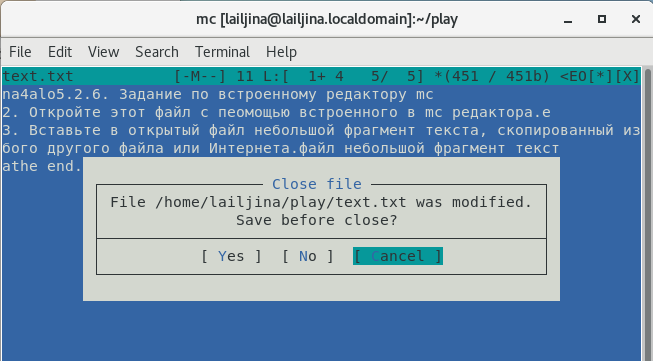 mc [lailjina@lailjina.localdomain]:~/play
File Edit View Search Terminal Help
text.txt [-M--] 11 L:[ 1+ 4 5/ 5] *(451 / 451b) <EO[*][X]
na4alo5.2.6. Задание по встроенному редактору mc
2. Откройте этот файл с пеомощью встроенного в mc редактора.e
3. Вставьте в открытый файл небольшой фрагмент текста, скопированный из
бого другого файла или Интернета.файл небольшой фрагмент текст
athe end.
Close file
File /home/lailjina/play/text.txt was modified.
Save before close?
[ Yes ] [ No ] [ Cancel ]